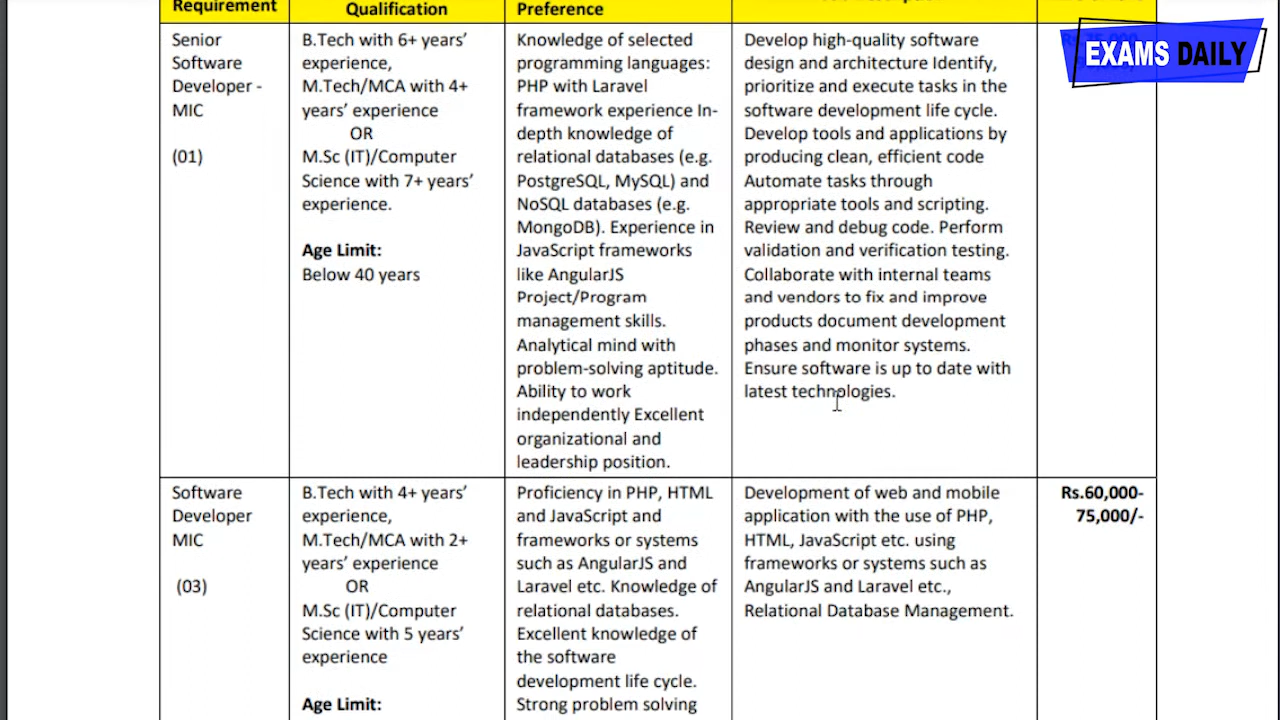 Requirement
Qualification
Preference
EXAMS DAILY
Senior
Software
Developer -
MIC
(01)
B.Tech with 6+ years’
experience,
M.Tech/MCA with 4+
years’ experience
OR
M.Sc (IT)/Computer
Science with 7+ years’
experience.
Age Limit:
Below 40 years
Knowledge of selected
programming languages:
PHP with Laravel
framework experience In-
depth knowledge of
relational databases (e.g.
PostgreSQL, MySQL) and
NoSQL databases (e.g.
MongoDB). Experience in
JavaScript frameworks
like AngularJS
Project/Program
management skills.
Analytical mind with
problem-solving aptitude.
Ability to work
independently Excellent
organizational and
leadership position.
Develop high-quality software
design and architecture Identify,
prioritize and execute tasks in the
software development life cycle.
Develop tools and applications by
producing clean, efficient code
Automate tasks through
appropriate tools and scripting.
Review and debug code. Perform
validation and verification testing.
Collaborate with internal teams
and vendors to fix and improve
products document development
phases and monitor systems.
Ensure software is up to date with
latest technologies.
Software
Developer
MIC
(03)
B.Tech with 4+ years’
experience,
M.Tech/MCA with 2+
years’ experience
OR
M.Sc (IT)/Computer
Science with 5 years’
experience
Age Limit:
Proficiency in PHP, HTML
and JavaScript and
frameworks or systems
such as AngularJS and
Laravel etc. Knowledge of
relational databases.
Excellent knowledge of
the software
development life cycle.
Strong problem solving
Development of web and mobile
application with the use of PHP,
HTML, JavaScript etc. using
frameworks or systems such as
AngularJS and Laravel etc.,
Relational Database Management.
Rs.60,000-
75,000/-